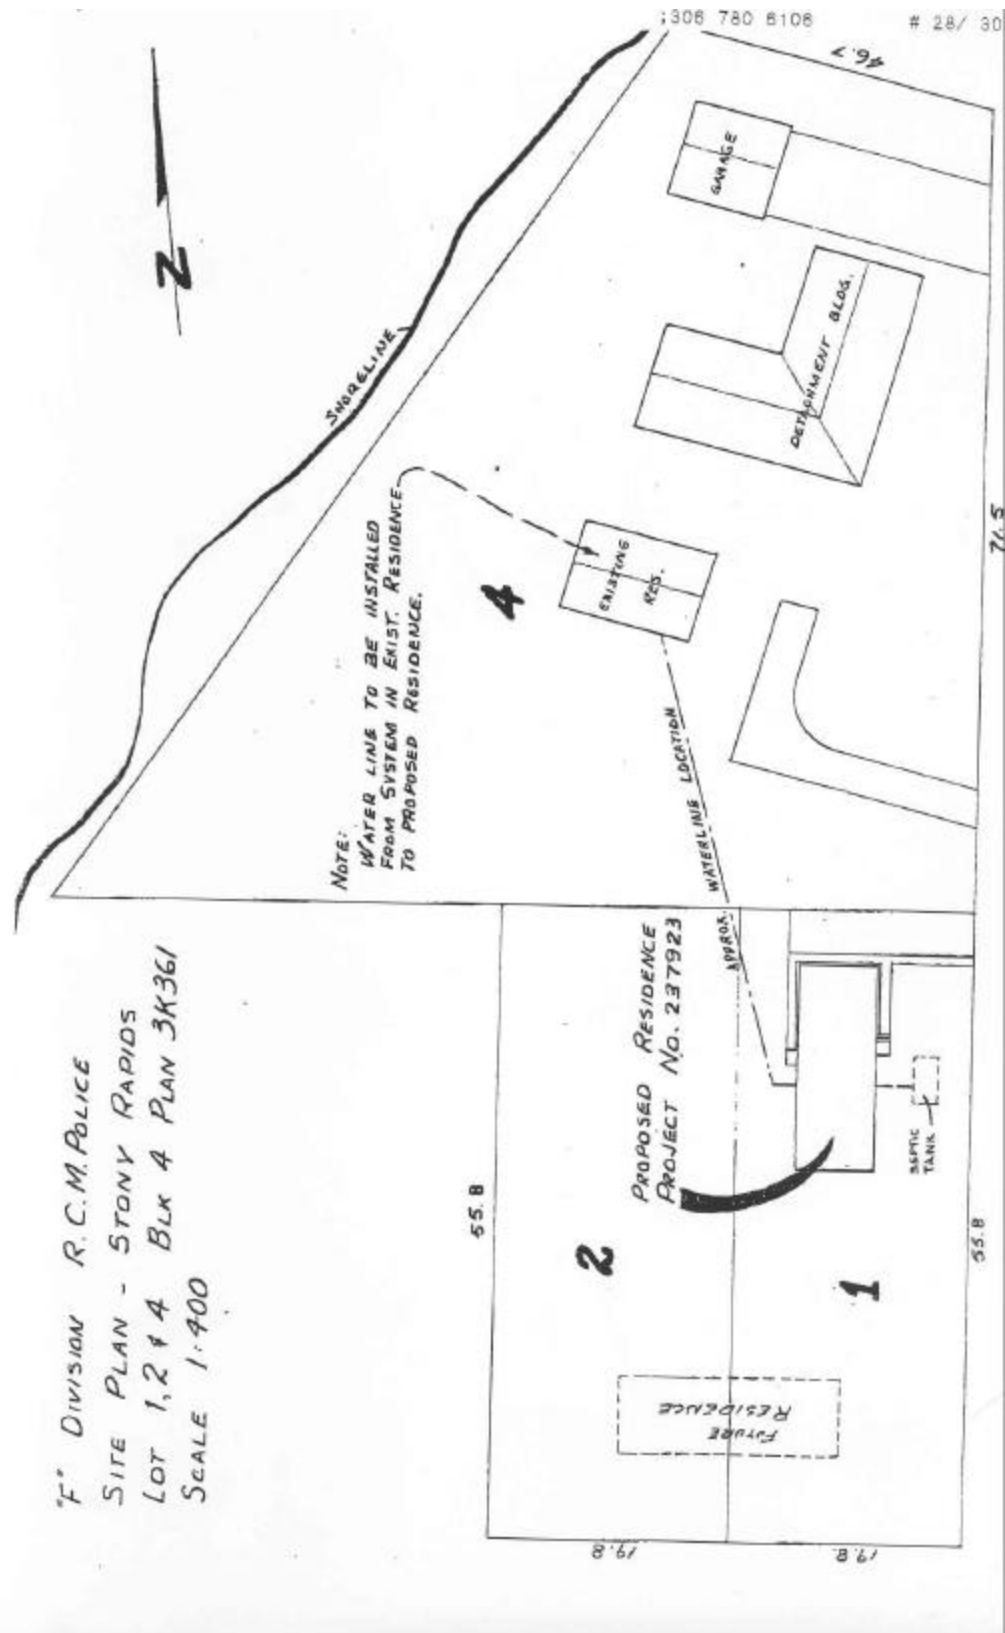 ;306 780 6106 # 28/ 30
"F" DIVISION R.C.M.POLICE
SITE PLAN - STONY RAPIDS
LOT 1,2 & 4 BLK 4 PLAN 3K361
SCALE 1:400
N
SHORELINE
NOTE:
WATER LINE TO BE INSTALLED
FROM SYSTEM IN EXIST. RESIDENCE
TO PROPOSED RESIDENCE.
4
46.7
GARAGE
DETACHMENT BLDG.
EXISTING
RES.
71.5
APPROX. WATERLINE LOCATION
PROPOSED RESIDENCE
PROJECT NO. 237923
SEPTIC
TANK
55.8
2
1
55.8
FUTURE
RESIDENCE
19.8
19.8